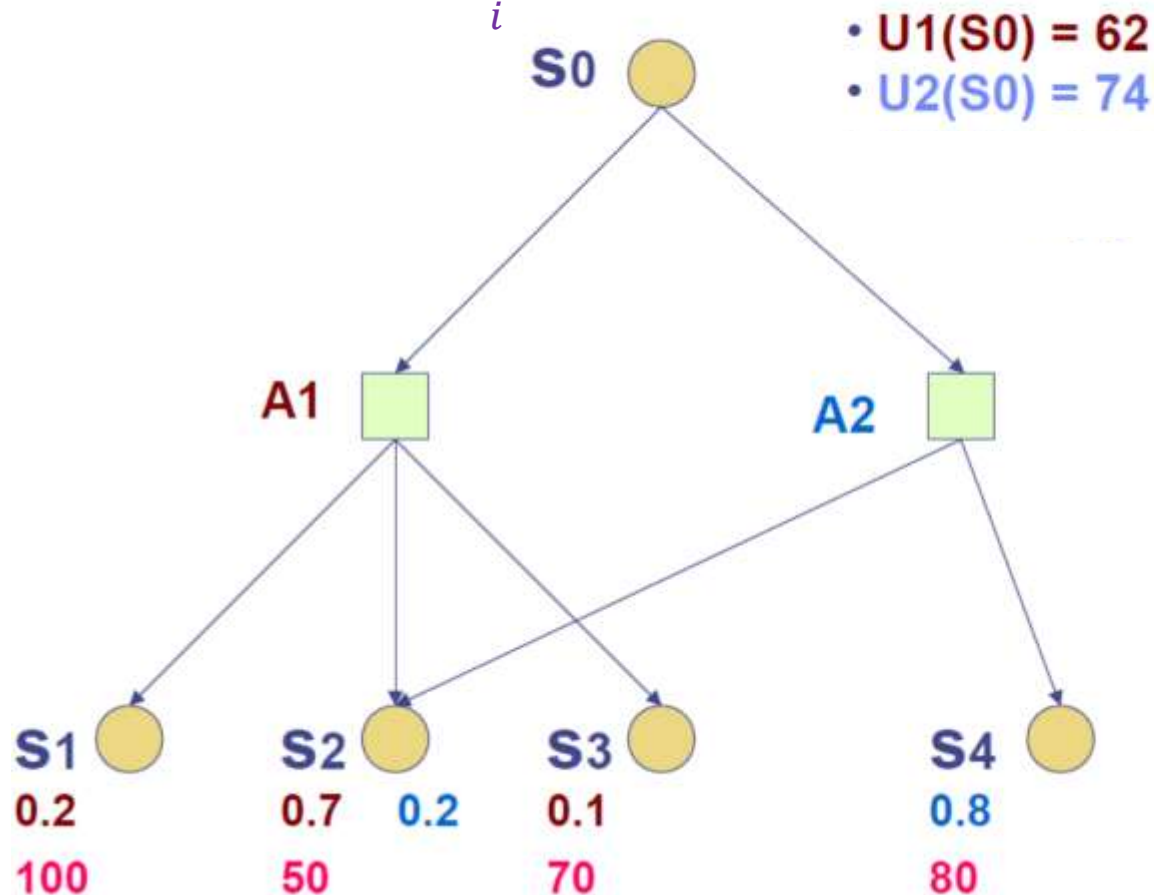 i
s0
• U1(S0) = 62
• U2(S0) = 74
A1
A2
s1
s2
s3
s4
0.2
0.7
0.2
0.1
0.8
100
50
70
80